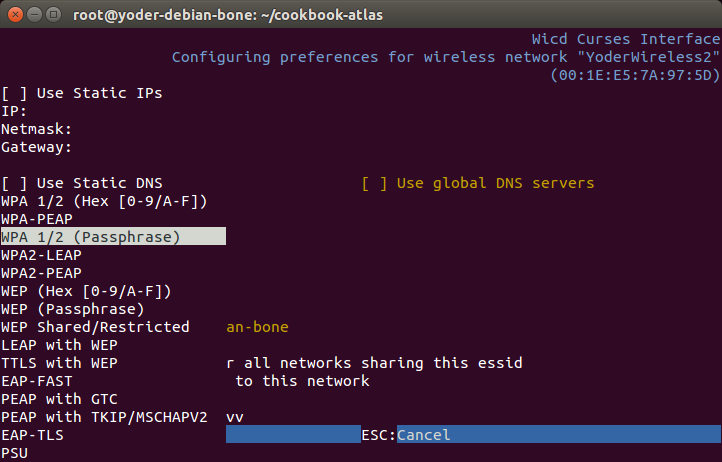 root@yoder-debian-bone: ~/cookbook-atlas
Wicd Curses Interface
Configuring preferences for wireless network "YoderWireless2"
(00:1E:E5:7A:97:5D)
[ ] Use Static IPs
IP:
Netmask:
Gateway:
[ ] Use Static DNS [ ] Use global DNS servers
WPA 1/2 (Hex [0-9/A-F])
WPA-PEAP
WPA 1/2 (Passphrase)
WPA2-LEAP
WPA2-PEAP
WEP (Hex [0-9/A-F])
WEP (Passphrase)
WEP Shared/Restricted an-bone
LEAP with WEP
TTLS with WEP r all networks sharing this essid
EAP-FAST to this network
PEAP with GTC
PEAP with TKIP/MSCHAPV2 vv
EAP-TLS ESC:Cancel
PSU